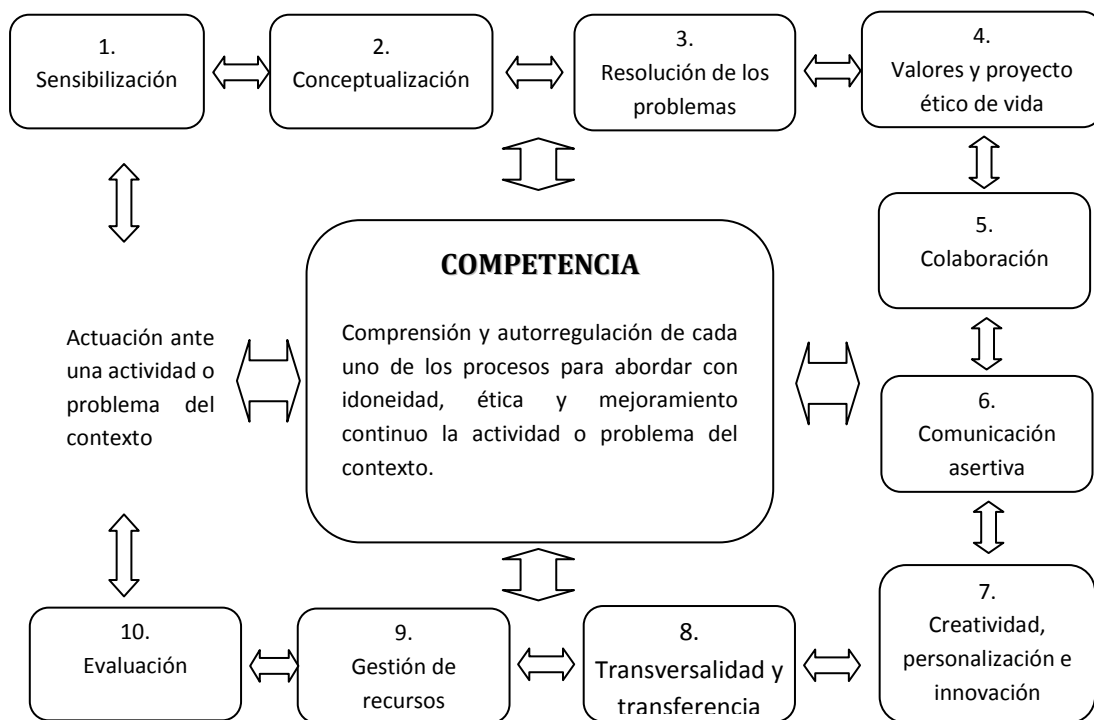 1.
Sensibilización
2.
Conceptualización
3.
Resolución de los
problemas
4.
Valores y proyecto
ético de vida
5.
Colaboración
COMPETENCIA
Comprensión y autorregulación de cada
uno de los procesos para abordar con
idoneidad, ética y mejoramiento
continuo la actividad o problema del
contexto.
Actuación ante
una actividad o
problema del
contexto
6.
Comunicación
asertiva
7.
Creatividad,
personalización e
innovación
8.
Transversalidad y
transferencia
9.
Gestión de
recursos
10.
Evaluación